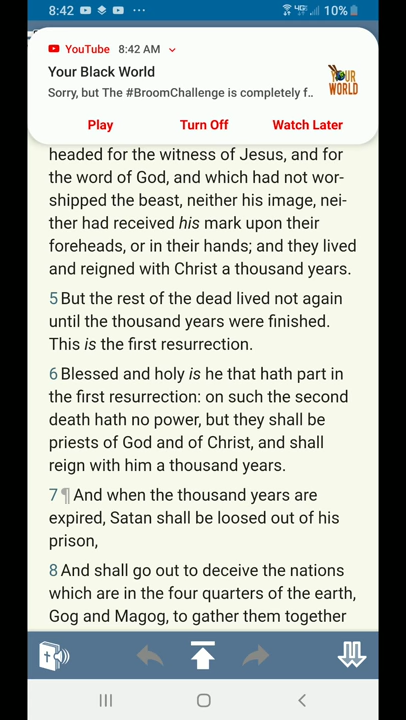 8:42 ··· 4G 10%
YouTube 8:42 AM
Your Black World
Sorry, but The #BroomChallenge is completely f..
YOUR
WORLD
Play Turn Off Watch Later
headed for the witness of Jesus, and for
the word of God, and which had not wor-
shipped the beast, neither his image, nei-
ther had received his mark upon their
foreheads, or in their hands; and they lived
and reigned with Christ a thousand years.
5 But the rest of the dead lived not again
until the thousand years were finished.
This is the first resurrection.
6 Blessed and holy is he that hath part in
the first resurrection: on such the second
death hath no power, but they shall be
priests of God and of Christ, and shall
reign with him a thousand years.
7 ¶ And when the thousand years are
expired, Satan shall be loosed out of his
prison,
8 And shall go out to deceive the nations
which are in the four quarters of the earth,
Gog and Magog, to gather them together